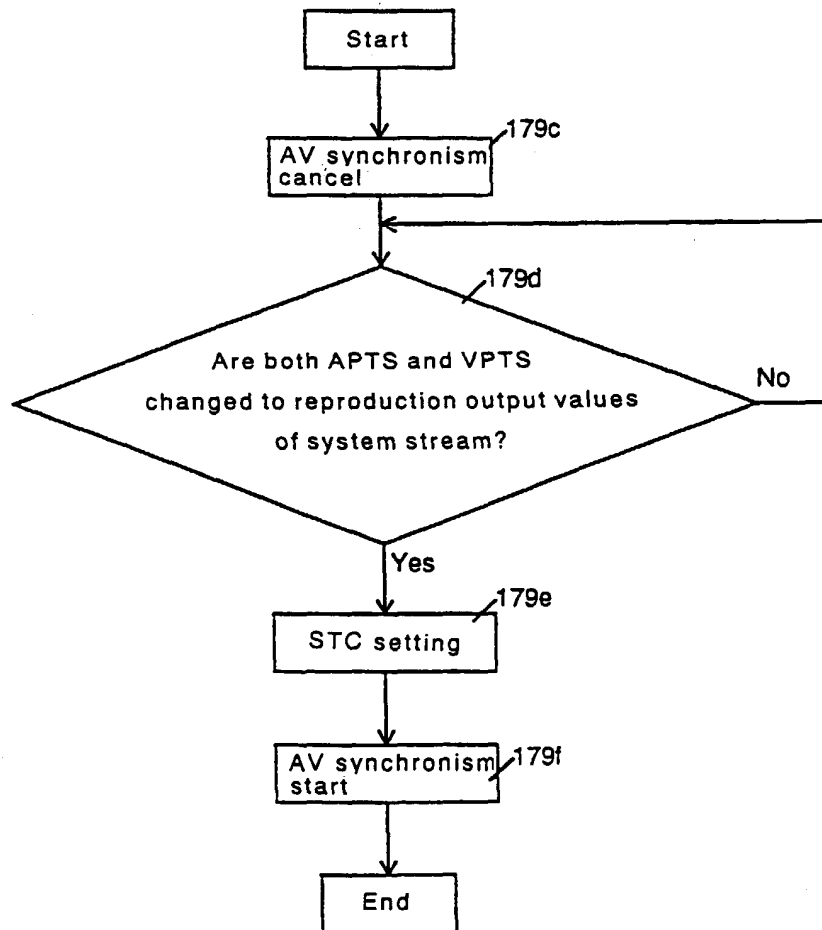 Start
179c
AV synchronism
cancel
179d
Are both APTS and VPTS
changed to reproduction output values
of system stream?
No
Yes
179e
STC setting
179f
AV synchronism
start
End